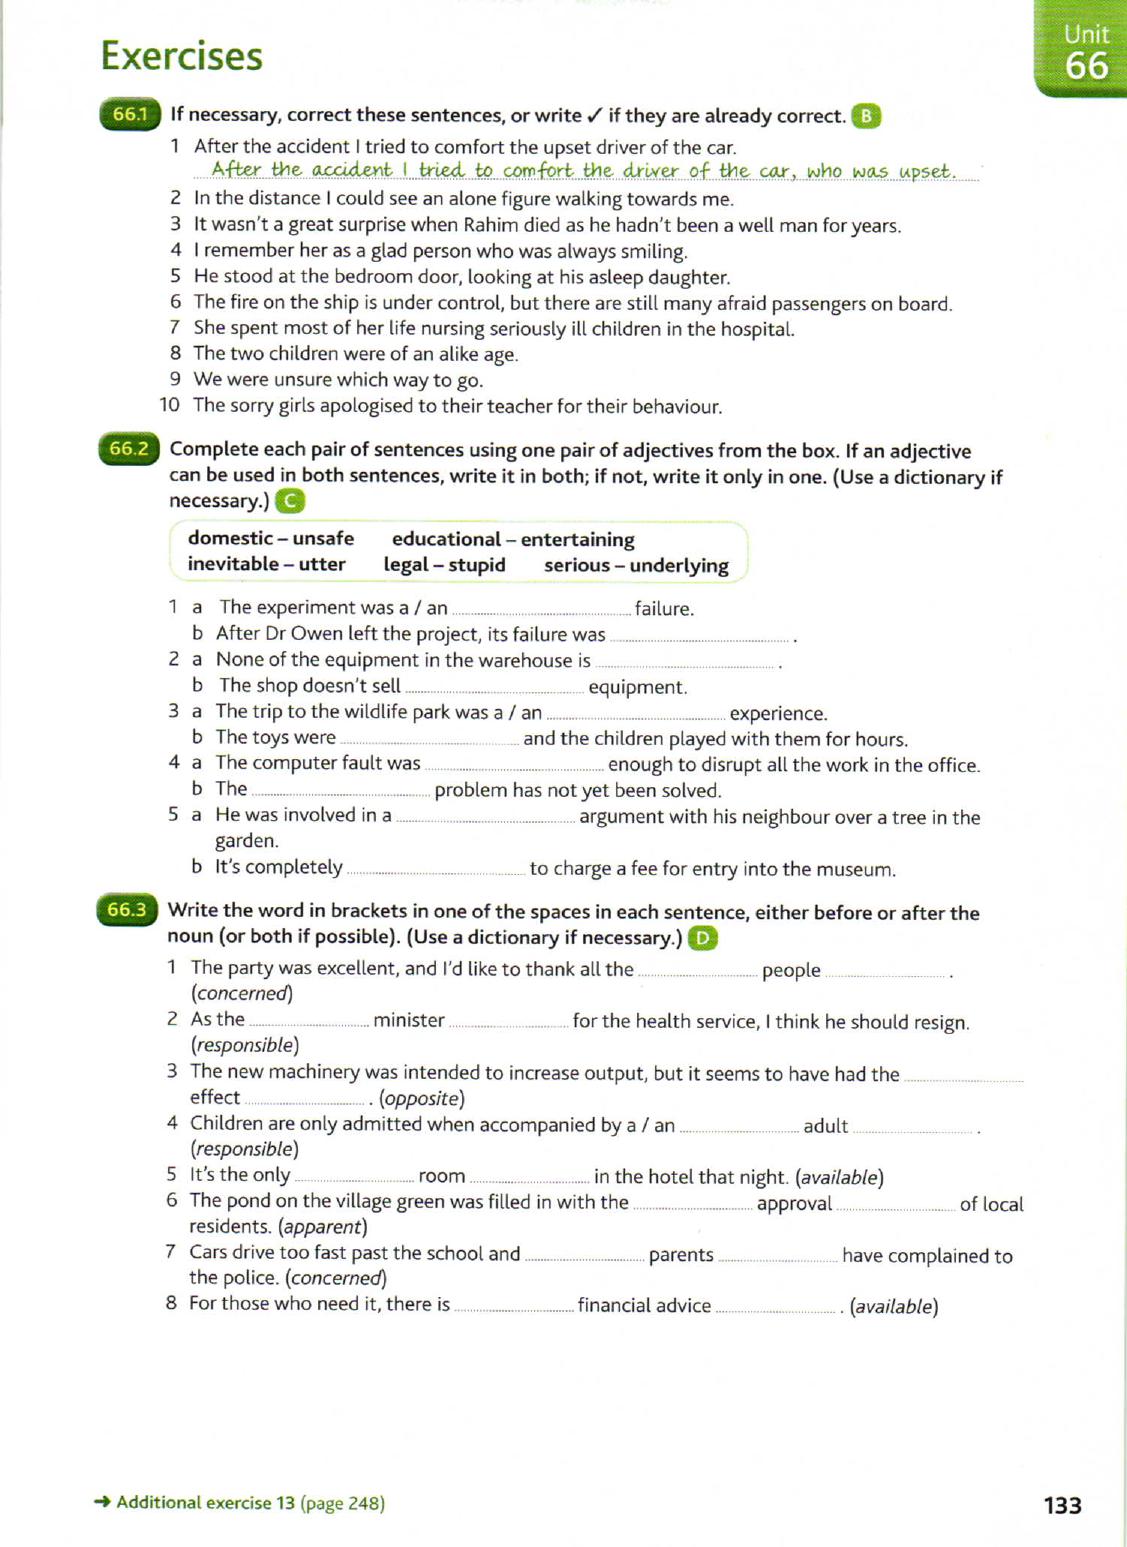 Unit
66
Exercises
66.1 If necessary, correct these sentences, or write ✓ if they are already correct. B
1 After the accident I tried to comfort the upset driver of the car.
After the accident I tried to comfort the driver of the car, who was upset.
2 In the distance I could see an alone figure walking towards me.
3 It wasn't a great surprise when Rahim died as he hadn't been a well man for years.
4 I remember her as a glad person who was always smiling.
5 He stood at the bedroom door, looking at his asleep daughter.
6 The fire on the ship is under control, but there are still many afraid passengers on board.
7 She spent most of her life nursing seriously ill children in the hospital.
8 The two children were of an alike age.
9 We were unsure which way to go.
10 The sorry girls apologised to their teacher for their behaviour.
66.2 Complete each pair of sentences using one pair of adjectives from the box. If an adjective
can be used in both sentences, write it in both; if not, write it only in one. (Use a dictionary if
necessary.) C
domestic – unsafe educational – entertaining
inevitable – utter legal – stupid serious – underlying
1 a The experiment was a / an .................... failure.
b After Dr Owen left the project, its failure was .................... .
2 a None of the equipment in the warehouse is .................... .
b The shop doesn't sell .................... equipment.
3 a The trip to the wildlife park was a / an .................... experience.
b The toys were .................... and the children played with them for hours.
4 a The computer fault was .................... enough to disrupt all the work in the office.
b The .................... problem has not yet been solved.
5 a He was involved in a .................... argument with his neighbour over a tree in the
garden.
b It's completely .................... to charge a fee for entry into the museum.
66.3 Write the word in brackets in one of the spaces in each sentence, either before or after the
noun (or both if possible). (Use a dictionary if necessary.) D
1 The party was excellent, and I'd like to thank all the .................... people .................... .
(concerned)
2 As the .................... minister .................... for the health service, I think he should resign.
(responsible)
3 The new machinery was intended to increase output, but it seems to have had the ....................
effect .................... . (opposite)
4 Children are only admitted when accompanied by a / an .................... adult .................... .
(responsible)
5 It's the only .................... room .................... in the hotel that night. (available)
6 The pond on the village green was filled in with the .................... approval .................... of local
residents. (apparent)
7 Cars drive too fast past the school and .................... parents .................... have complained to
the police. (concerned)
8 For those who need it, there is .................... financial advice .................... . (available)
➜ Additional exercise 13 (page 248)
133